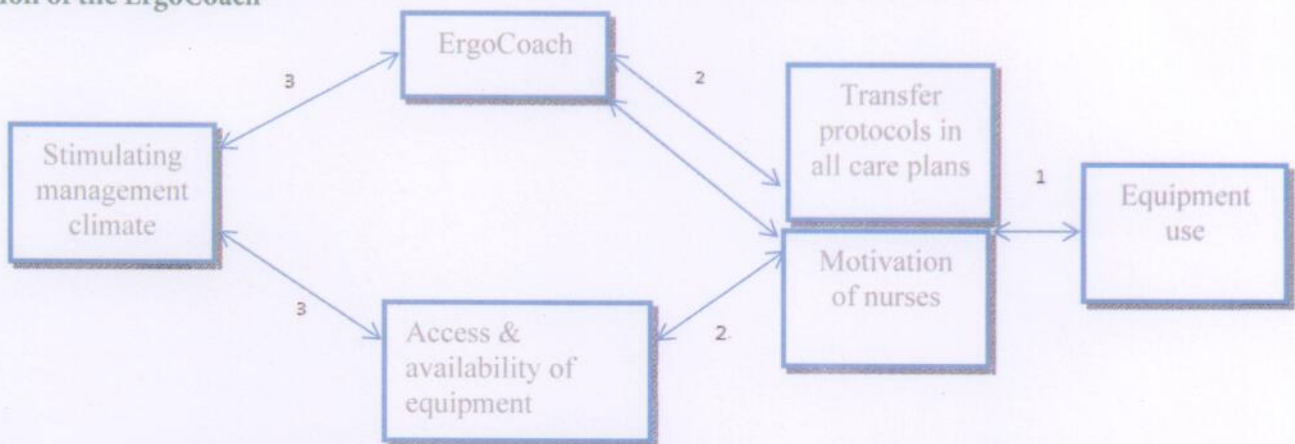 of the ErgoCoach
ErgoCoach
3
2
Transfer
protocols in
all care plans
Stimulating
management
climate
1
Equipment
use
Motivation
of nurses
3
2
Access &
availability of
equipment